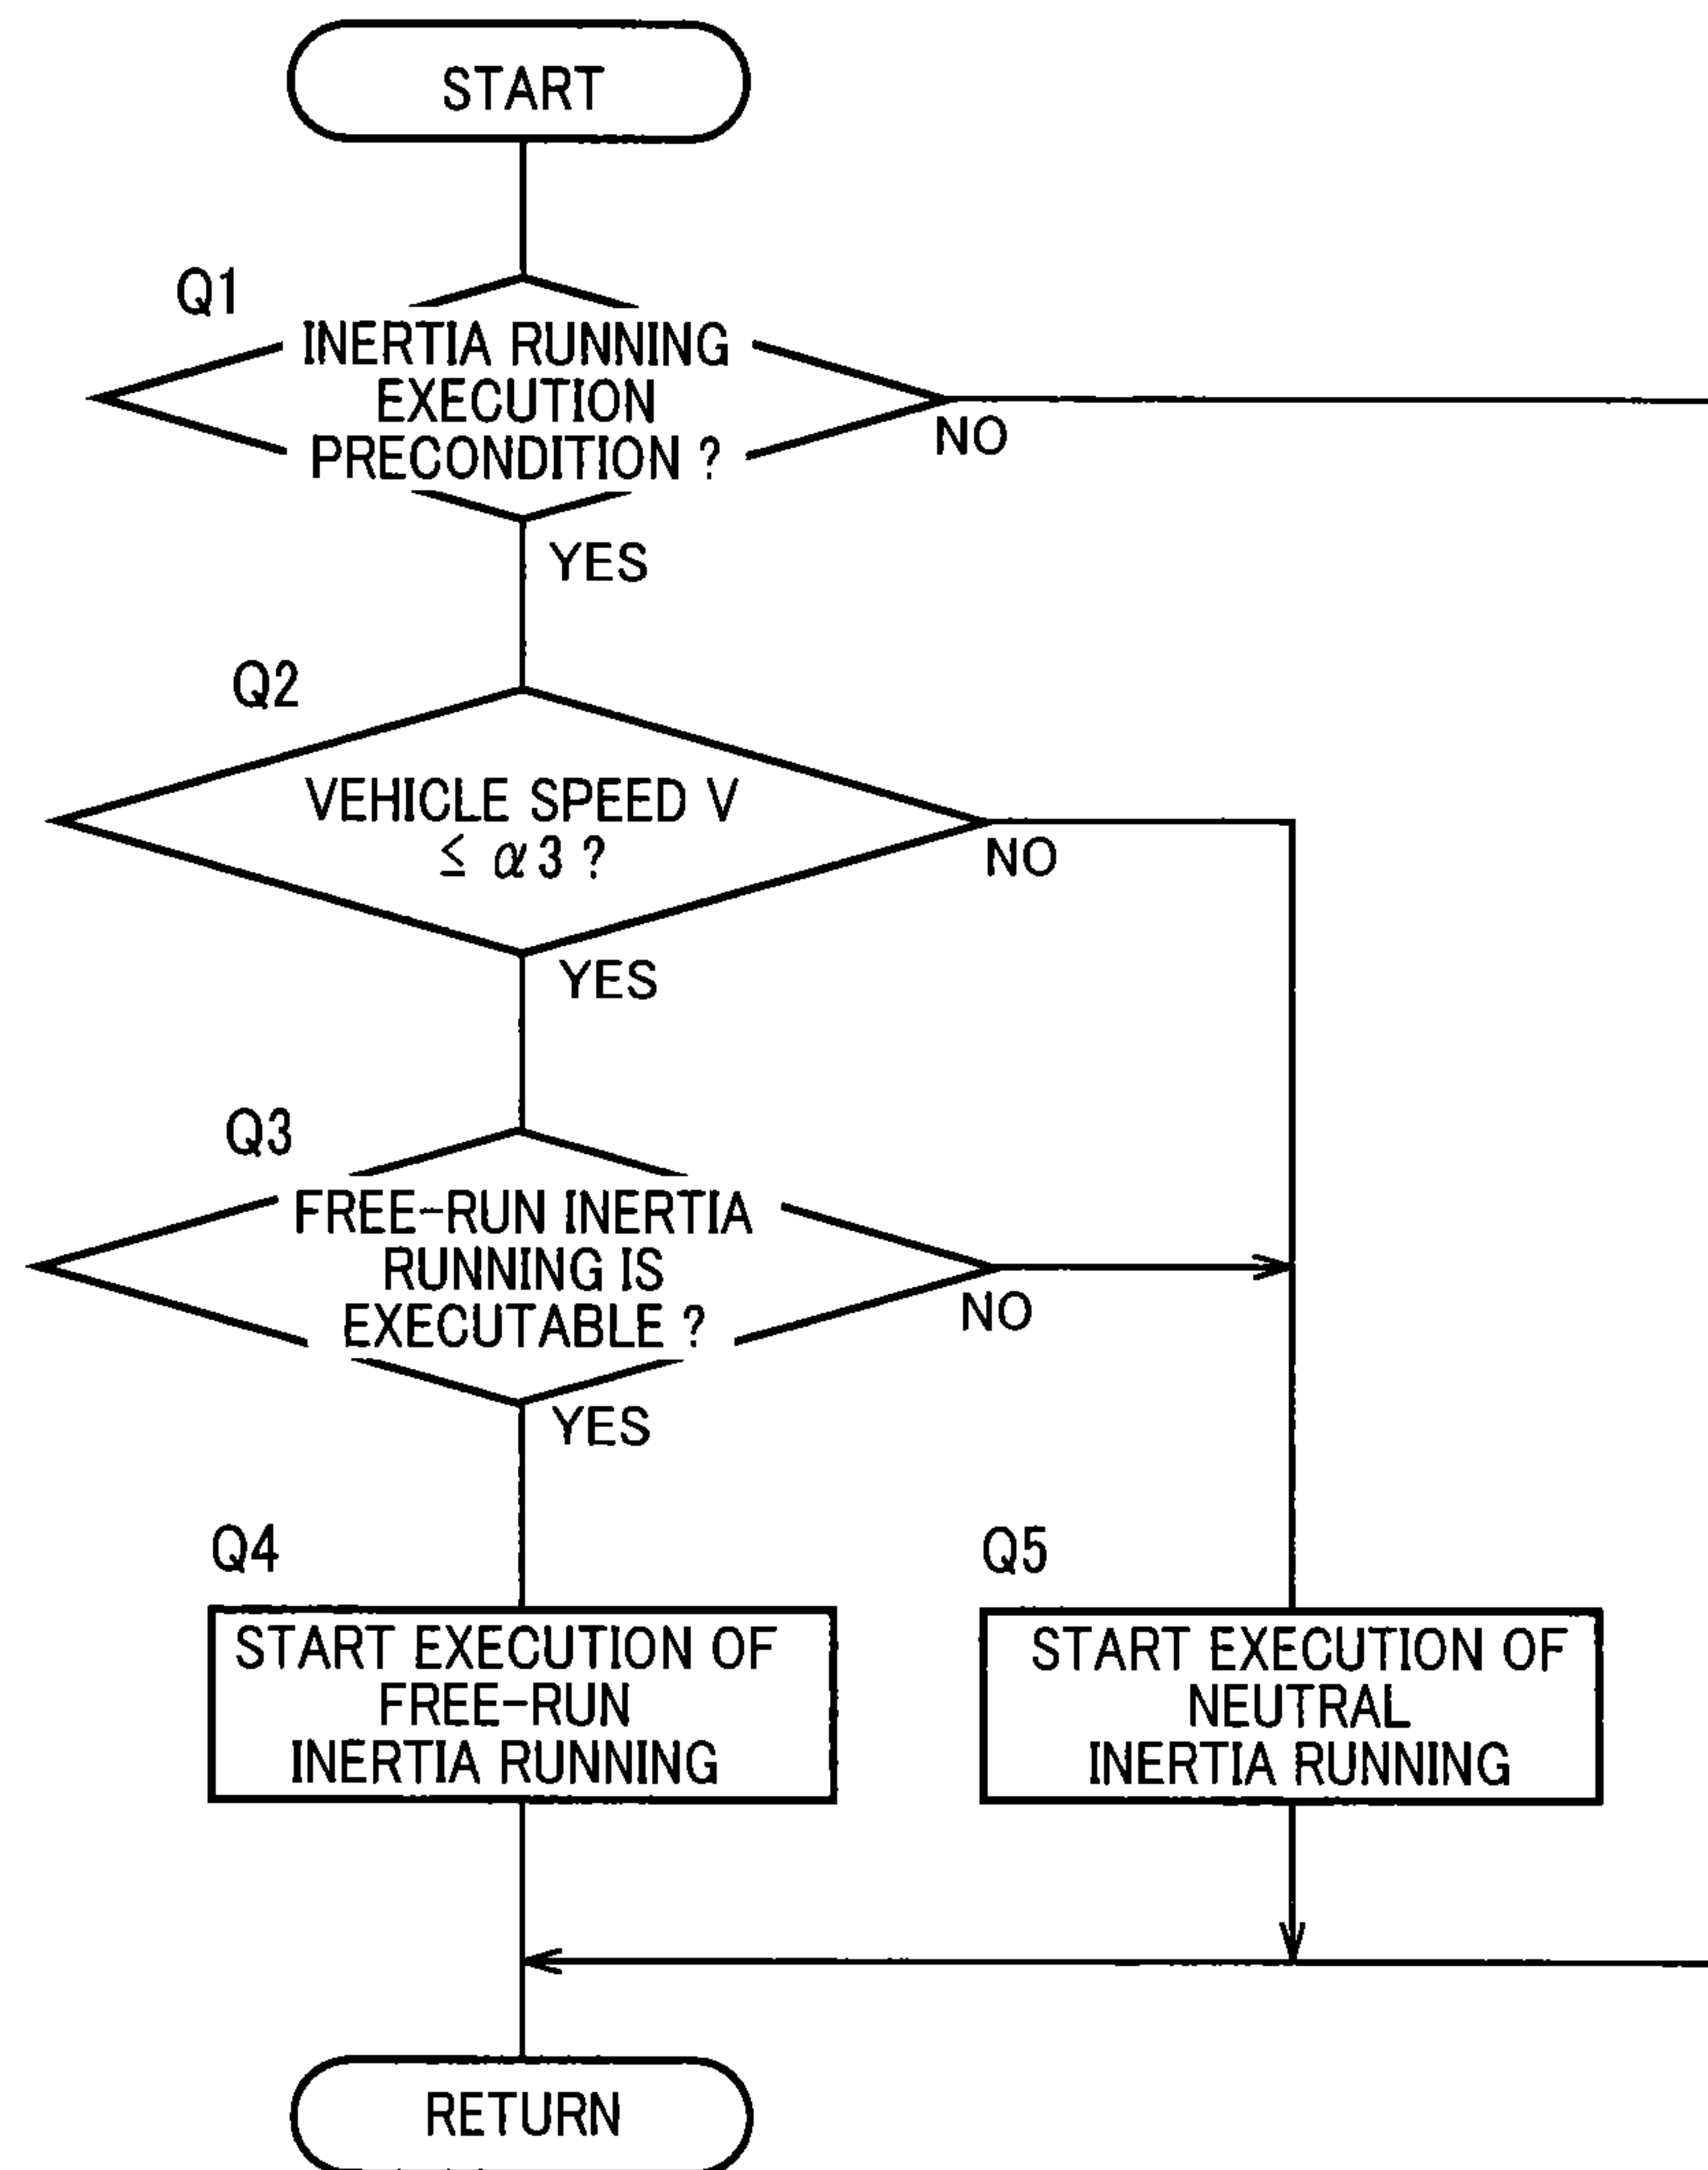 START
Q1
INERTIA RUNNING
EXECUTION
PRECONDITION ?
NO
YES
Q2
VEHICLE SPEED V
≤ α3 ?
NO
YES
Q3
FREE-RUN INERTIA
RUNNING IS
EXECUTABLE ?
NO
YES
Q4
START EXECUTION OF
FREE-RUN
INERTIA RUNNING
Q5
START EXECUTION OF
NEUTRAL
INERTIA RUNNING
RETURN